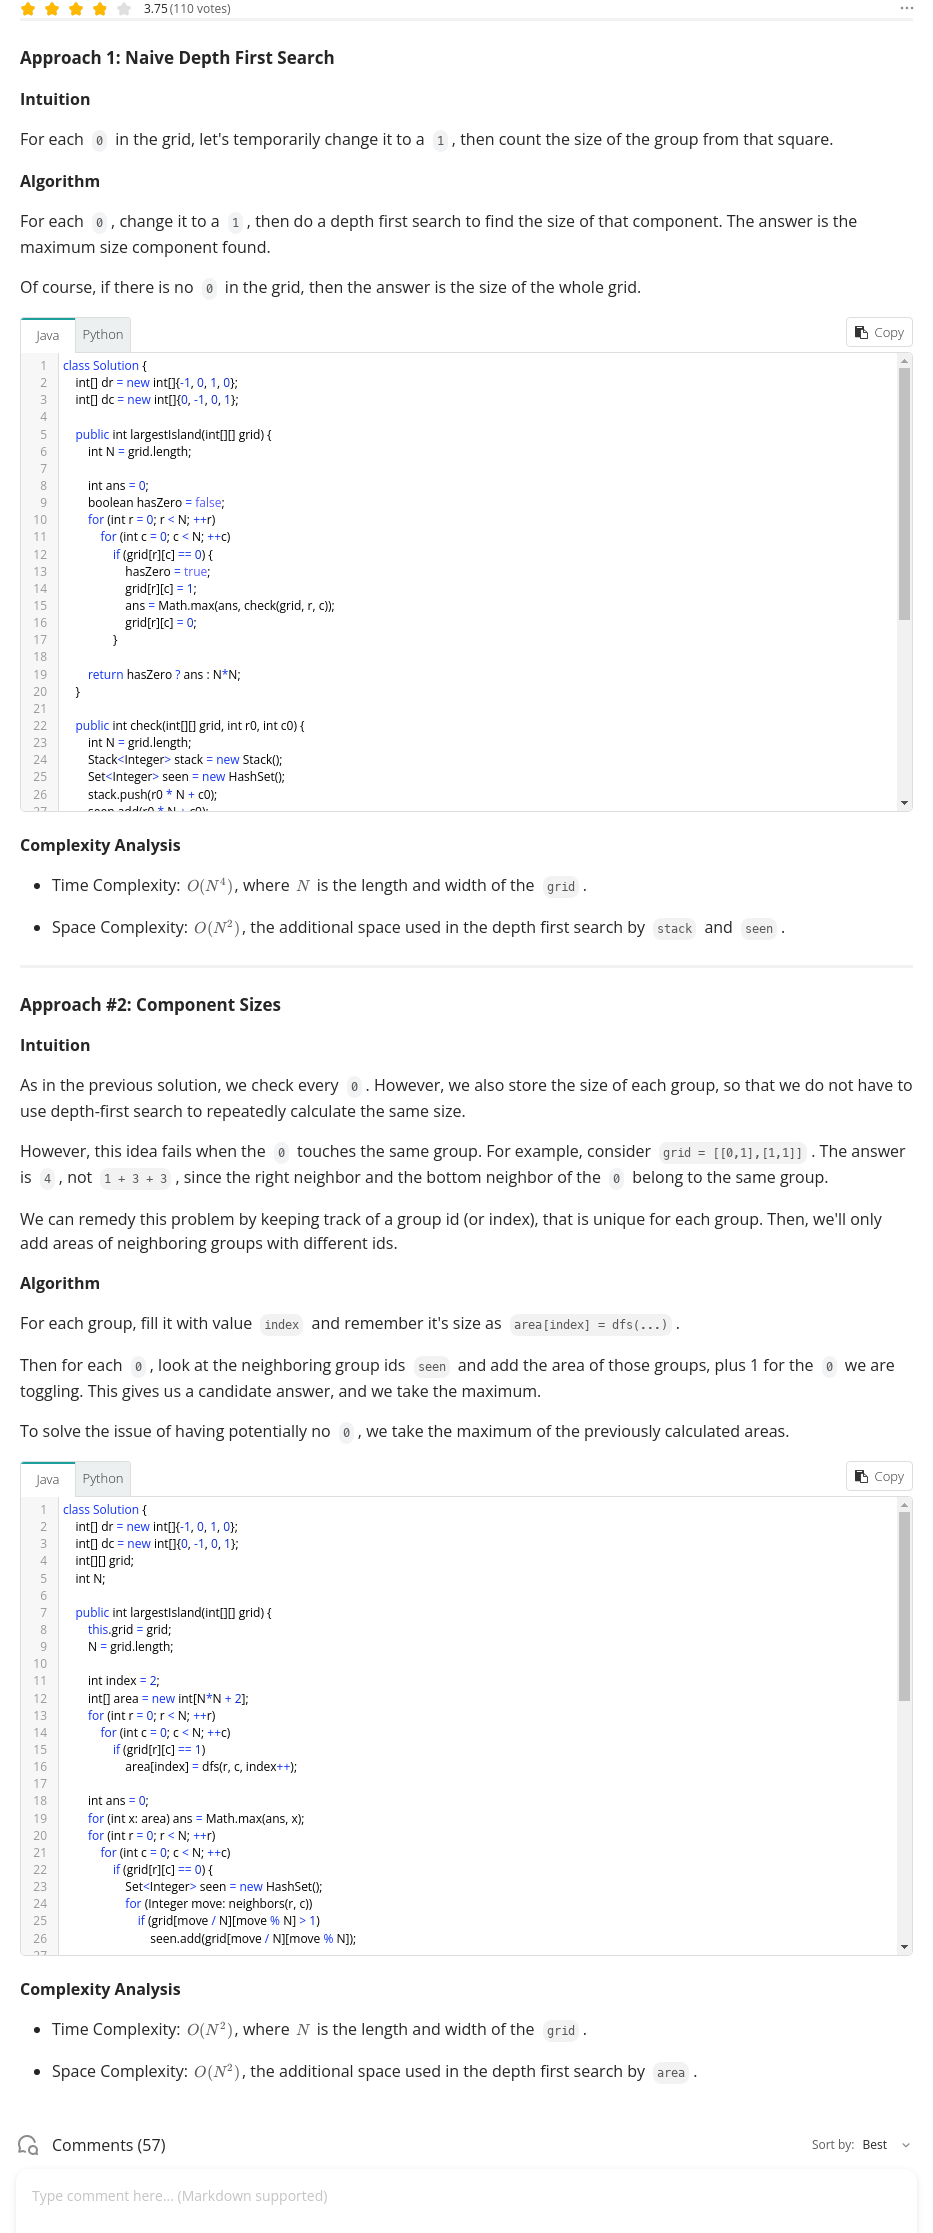 3.75 (110 votes)
Approach 1: Naive Depth First Search
Intuition
For each 0 in the grid, let's temporarily change it to a 1 , then count the size of the group from that square.
Algorithm
For each 0 , change it to a 1 , then do a depth first search to find the size of that component. The answer is the
maximum size component found.
Of course, if there is no 0 in the grid, then the answer is the size of the whole grid.
Java Python Copy
1 class Solution {
2 int[] dr = new int[]{-1, 0, 1, 0};
3 int[] dc = new int[]{0, -1, 0, 1};
4
5 public int largestIsland(int[][] grid) {
6 int N = grid.length;
7
8 int ans = 0;
9 boolean hasZero = false;
10 for (int r = 0; r < N; ++r)
11 for (int c = 0; c < N; ++c)
12 if (grid[r][c] == 0) {
13 hasZero = true;
14 grid[r][c] = 1;
15 ans = Math.max(ans, check(grid, r, c));
16 grid[r][c] = 0;
17 }
18
19 return hasZero ? ans : N*N;
20 }
21
22 public int check(int[][] grid, int r0, int c0) {
23 int N = grid.length;
24 Stack<Integer> stack = new Stack();
25 Set<Integer> seen = new HashSet();
26 stack.push(r0 * N + c0);
27 seen.add(r0 * N + c0);
Complexity Analysis
• Time Complexity: O(N⁴), where N is the length and width of the grid .
• Space Complexity: O(N²), the additional space used in the depth first search by stack and seen .
Approach #2: Component Sizes
Intuition
As in the previous solution, we check every 0 . However, we also store the size of each group, so that we do not have to
use depth-first search to repeatedly calculate the same size.
However, this idea fails when the 0 touches the same group. For example, consider grid = [[0,1],[1,1]] . The answer
is 4 , not 1 + 3 + 3 , since the right neighbor and the bottom neighbor of the 0 belong to the same group.
We can remedy this problem by keeping track of a group id (or index), that is unique for each group. Then, we'll only
add areas of neighboring groups with different ids.
Algorithm
For each group, fill it with value index and remember it's size as area[index] = dfs(...) .
Then for each 0 , look at the neighboring group ids seen and add the area of those groups, plus 1 for the 0 we are
toggling. This gives us a candidate answer, and we take the maximum.
To solve the issue of having potentially no 0 , we take the maximum of the previously calculated areas.
Java Python Copy
1 class Solution {
2 int[] dr = new int[]{-1, 0, 1, 0};
3 int[] dc = new int[]{0, -1, 0, 1};
4 int[][] grid;
5 int N;
6
7 public int largestIsland(int[][] grid) {
8 this.grid = grid;
9 N = grid.length;
10
11 int index = 2;
12 int[] area = new int[N*N + 2];
13 for (int r = 0; r < N; ++r)
14 for (int c = 0; c < N; ++c)
15 if (grid[r][c] == 1)
16 area[index] = dfs(r, c, index++);
17
18 int ans = 0;
19 for (int x: area) ans = Math.max(ans, x);
20 for (int r = 0; r < N; ++r)
21 for (int c = 0; c < N; ++c)
22 if (grid[r][c] == 0) {
23 Set<Integer> seen = new HashSet();
24 for (Integer move: neighbors(r, c))
25 if (grid[move / N][move % N] > 1)
26 seen.add(grid[move / N][move % N]);
27
Complexity Analysis
• Time Complexity: O(N²), where N is the length and width of the grid .
• Space Complexity: O(N²), the additional space used in the depth first search by area .
Comments (57) Sort by: Best
Type comment here... (Markdown supported)